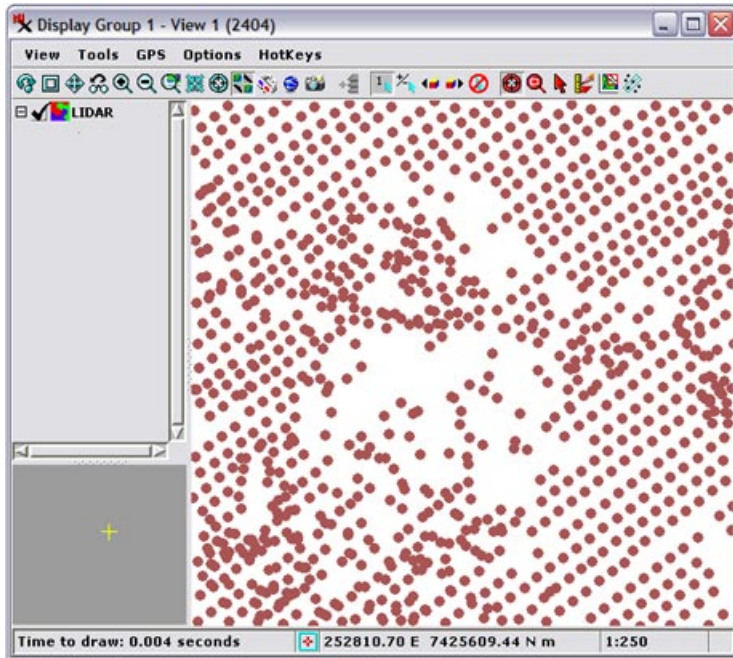 Display Group 1 - View 1 (2404)
View Tools GPS Options HotKeys
LIDAR
Time to draw: 0.004 seconds 252810.70 E 7425609.44 N m 1:250